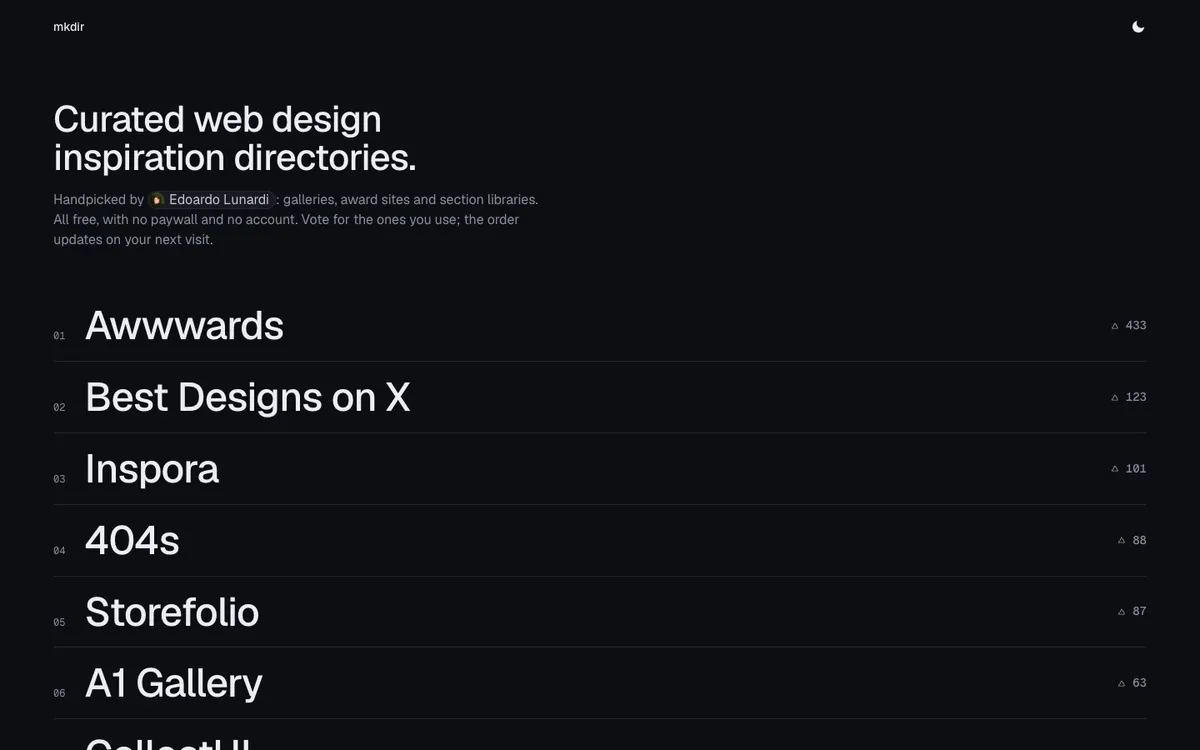 mkdir
Curated web design
inspiration directories.
Handpicked by Edoardo Lunardi : galleries, award sites and section libraries.
All free, with no paywall and no account. Vote for the ones you use; the order
updates on your next visit.
01 Awwwards △ 433
02 Best Designs on X △ 123
03 Inspora △ 101
04 404s △ 88
05 Storefolio △ 87
06 A1 Gallery △ 63
CollectUI